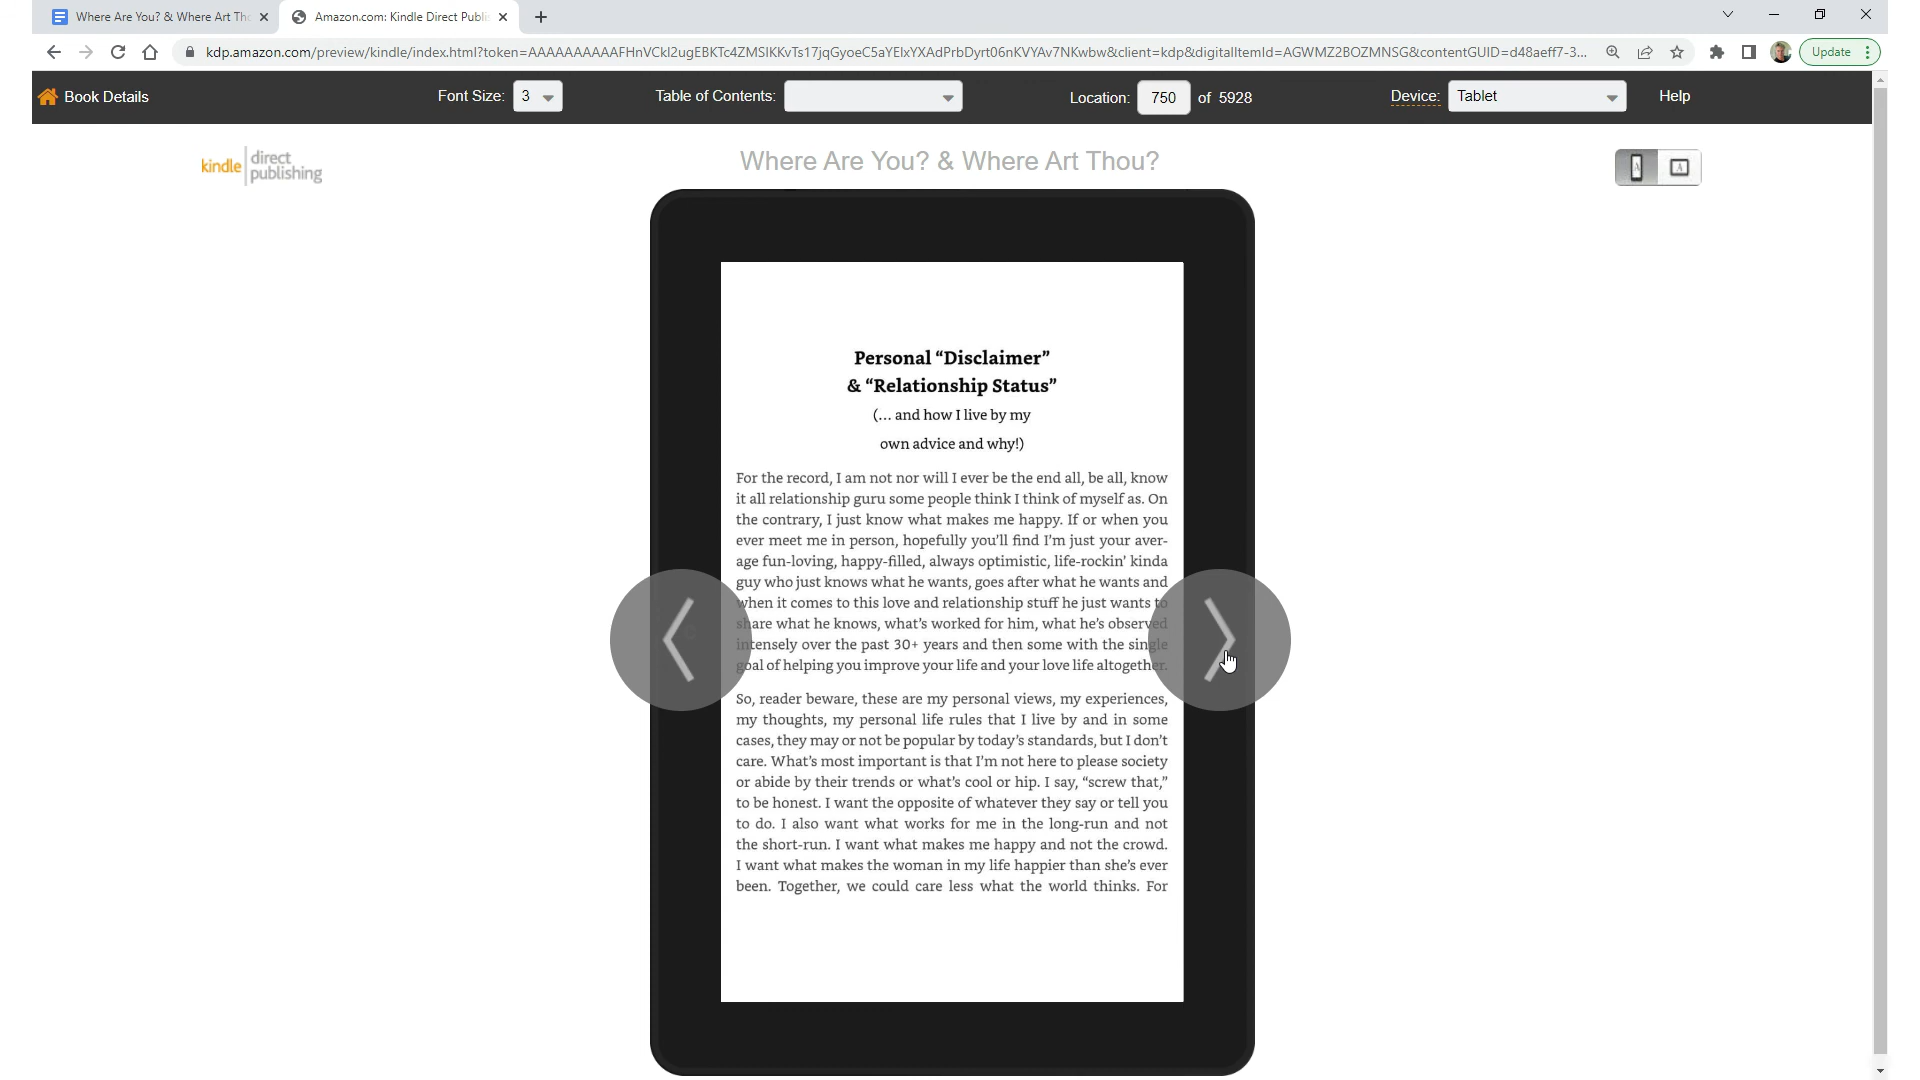 Where Are You? & Where Art Tho
Amazon.com: Kindle Direct Publis
kdp.amazon.com/preview/kindle/index.html?token=AAAAAAAAAAFHnVCkl2ugEBKTc4ZMSIKKvTs17jqGyoeC5aYElxYXAdPrbDyrt06nKVYAv7NKwbw&client=kdp&digitalItemId=AGWMZ2BOZMNSG&contentGUID=d48aeff7-3...
Update
Book Details
Font Size: 3
Table of Contents:
Location: 750 of 5928
Device: Tablet
Help
kindle direct publishing
Where Are You? & Where Art Thou?
A A
Personal “Disclaimer”
& “Relationship Status”
(... and how I live by my
own advice and why!)
For the record, I am not nor will I ever be the end all, be all, know
it all relationship guru some people think I think of myself as. On
the contrary, I just know what makes me happy. If or when you
ever meet me in person, hopefully you’ll find I’m just your aver-
age fun-loving, happy-filled, always optimistic, life-rockin’ kinda
guy who just knows what he wants, goes after what he wants and
when it comes to this love and relationship stuff he just wants to
share what he knows, what’s worked for him, what he’s observed
intensely over the past 30+ years and then some with the single
goal of helping you improve your life and your love life altogether.
So, reader beware, these are my personal views, my experiences,
my thoughts, my personal life rules that I live by and in some
cases, they may or not be popular by today’s standards, but I don’t
care. What’s most important is that I’m not here to please society
or abide by their trends or what’s cool or hip. I say, “screw that,”
to be honest. I want the opposite of whatever they say or tell you
to do. I also want what works for me in the long-run and not
the short-run. I want what makes me happy and not the crowd.
I want what makes the woman in my life happier than she’s ever
been. Together, we could care less what the world thinks. For